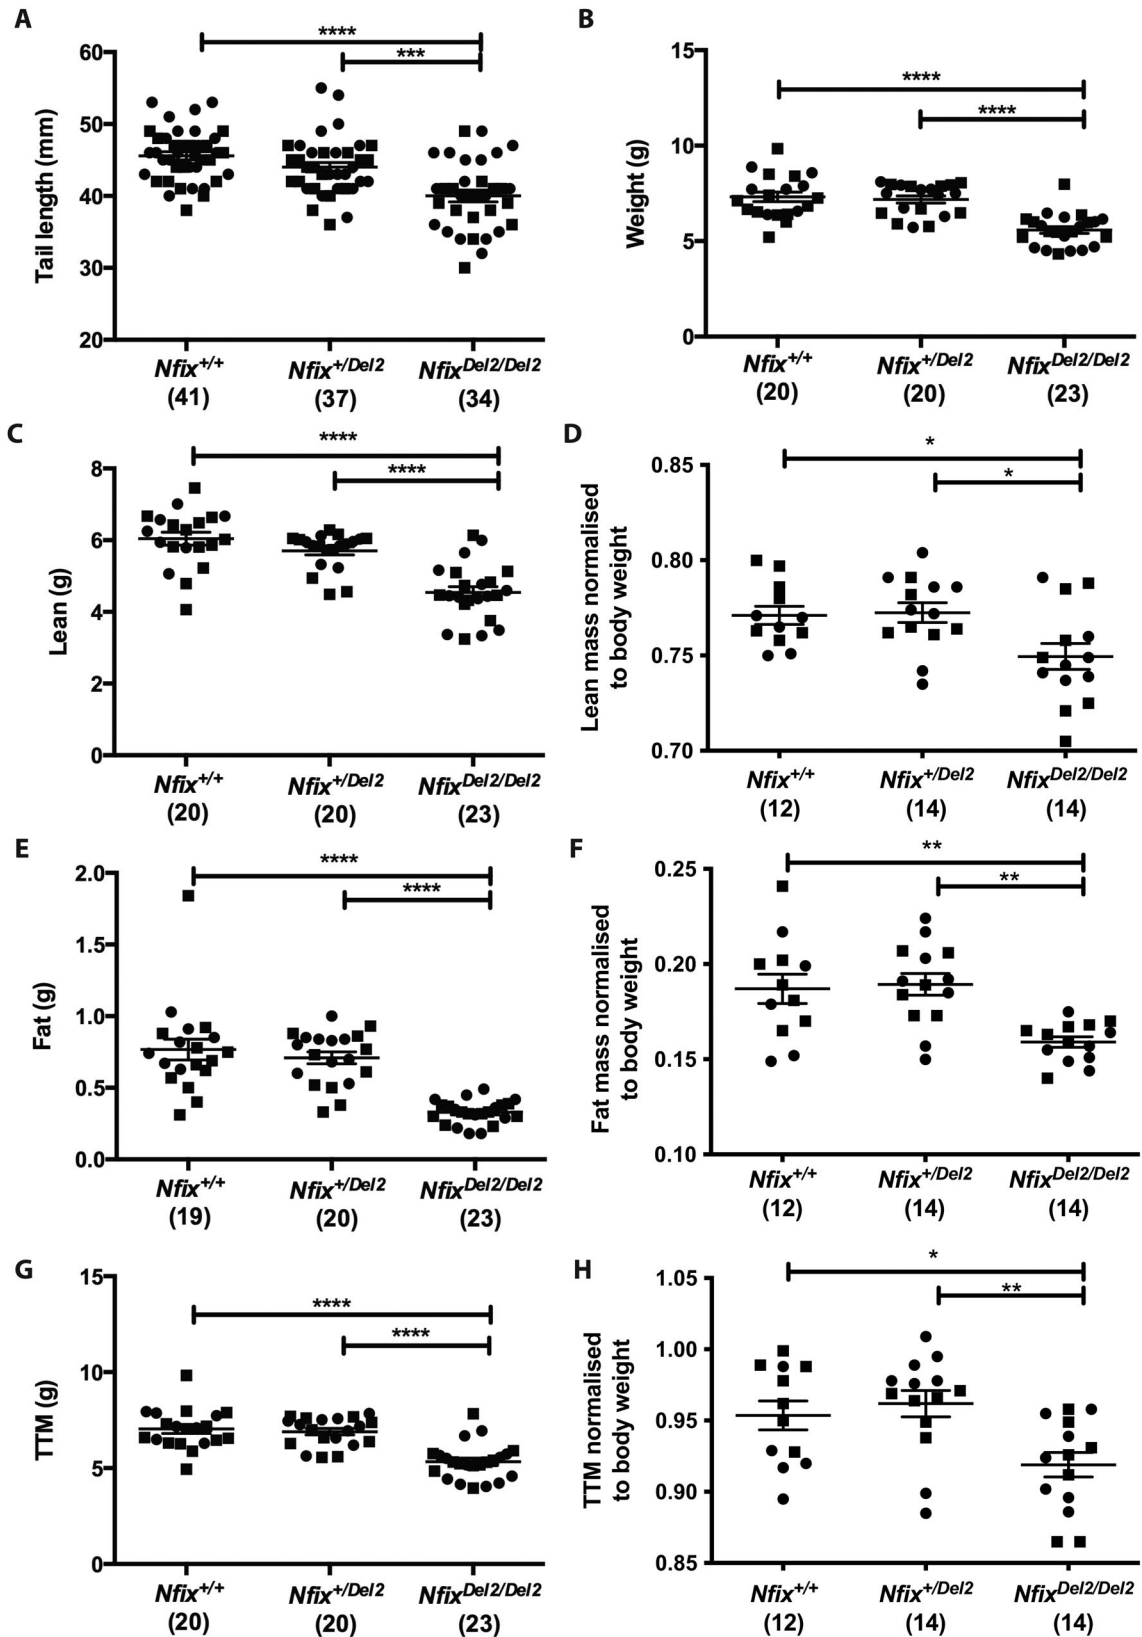 A
Tail length (mm)
60
50
40
30
20
****
***
Nfix+/+
Nfix+/Del2
NfixDel2/Del2
(41)
(37)
(34)
B
Weight (g)
15
10
5
0
****
****
Nfix+/+
Nfix+/Del2
NfixDel2/Del2
(20)
(20)
(23)
C
Lean (g)
8
6
4
2
0
****
****
Nfix+/+
Nfix+/Del2
NfixDel2/Del2
(20)
(20)
(23)
D
Lean mass normalised
to body weight
0.85
0.80
0.75
0.70
*
*
Nfix+/+
Nfix+/Del2
NfixDel2/Del2
(12)
(14)
(14)
E
Fat (g)
2.0
1.5
1.0
0.5
0.0
****
****
Nfix+/+
Nfix+/Del2
NfixDel2/Del2
(19)
(20)
(23)
F
Fat mass normalised
to body weight
0.25
0.20
0.15
0.10
**
**
Nfix+/+
Nfix+/Del2
NfixDel2/Del2
(12)
(14)
(14)
G
TTM (g)
15
10
5
0
****
****
Nfix+/+
Nfix+/Del2
NfixDel2/Del2
(20)
(20)
(23)
H
TTM normalised
to body weight
1.05
1.00
0.95
0.90
0.85
*
**
Nfix+/+
Nfix+/Del2
NfixDel2/Del2
(12)
(14)
(14)